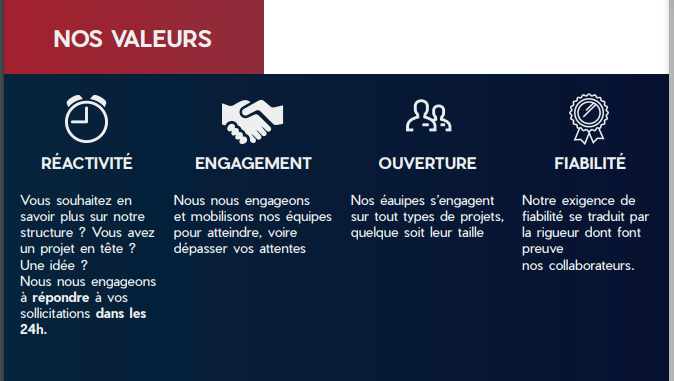 NOS VALEURS
RÉACTIVITÉ
Vous souhaitez en
savoir plus sur notre
structure ? Vous avez
un projet en tête ?
Une idée ?
Nous nous engageons
à répondre à vos
sollicitations dans les
24h.
ENGAGEMENT
Nous nous engageons
et mobilisons nos équipes
pour atteindre, voire
dépasser vos attentes
OUVERTURE
Nos éauipes s'engagent
sur tout types de projets,
quelque soit leur taille
FIABILITÉ
Notre exigence de
fiabilité se traduit par
la rigueur dont font
preuve
nos collaborateurs.